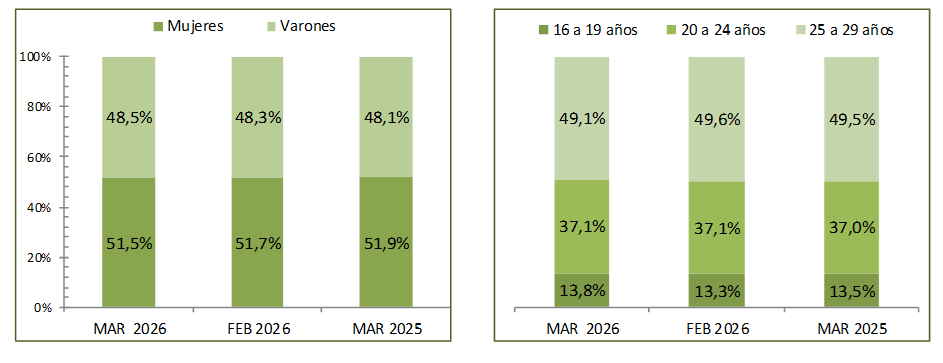 Mujeres Varones
100%
80%
60%
40%
20%
0%
48,5% 48,3% 48,1%
51,5% 51,7% 51,9%
MAR 2026 FEB 2026 MAR 2025
16 a 19 años 20 a 24 años 25 a 29 años
49,1% 49,6% 49,5%
37,1% 37,1% 37,0%
13,8% 13,3% 13,5%
MAR 2026 FEB 2026 MAR 2025